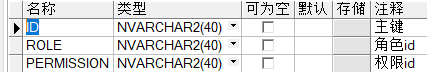 名称 类型 可为空 默认 存储 注释
ID NVARCHAR2(40) 主键
ROLE NVARCHAR2(40) 角色id
PERMISSION NVARCHAR2(40) 权限id